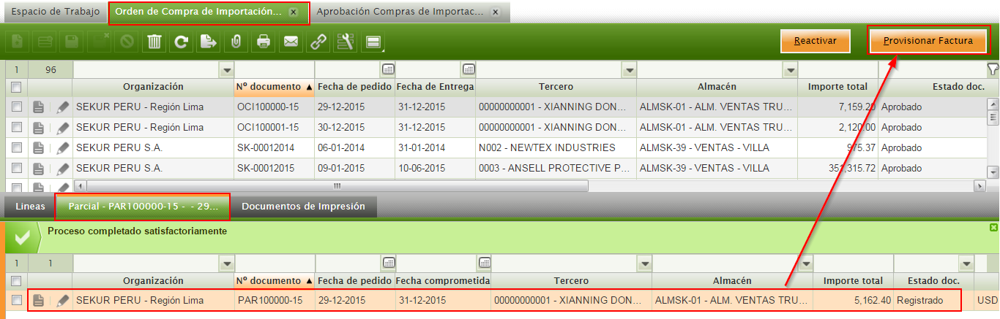 Espacio de Trabajo Orden de Compra de Importación... x Aprobación Compras de Importac... x
Reactivar Provisionar Factura
1 96
Organización Nº documento Fecha de pedido Fecha de Entrega Tercero Almacén Importe total Estado doc.
SEKUR PERU - Región Lima OCI100000-15 29-12-2015 31-12-2015 00000000001 - XIANNING DON... ALMSK-01 - ALM. VENTAS TRU... 7,159.20 Aprobado
SEKUR PERU - Región Lima OCI100001-15 30-12-2015 31-12-2015 00000000001 - XIANNING DON... ALMSK-01 - ALM. VENTAS TRU... 2,120.00 Aprobado
SEKUR PERU S.A. SK-00012014 06-01-2014 31-01-2014 N002 - NEWTEX INDUSTRIES ALMSK-39 - VENTAS - VILLA 975.37 Aprobado
SEKUR PERU S.A. SK-00012015 09-01-2015 10-06-2015 0003 - ANSELL PROTECTIVE P... ALMSK-39 - VENTAS - VILLA 351,315.72 Aprobado
Lineas Parcial - PAR100000-15 - - 29... Documentos de Impresión
Proceso completado satisfactoriamente
1 1
Organización Nº documento Fecha de pedido Fecha comprometida Tercero Almacén Importe total Estado doc.
SEKUR PERU - Región Lima PAR100000-15 29-12-2015 31-12-2015 00000000001 - XIANNING DON... ALMSK-01 - ALM. VENTAS TRU... 5,162.40 Registrado USD